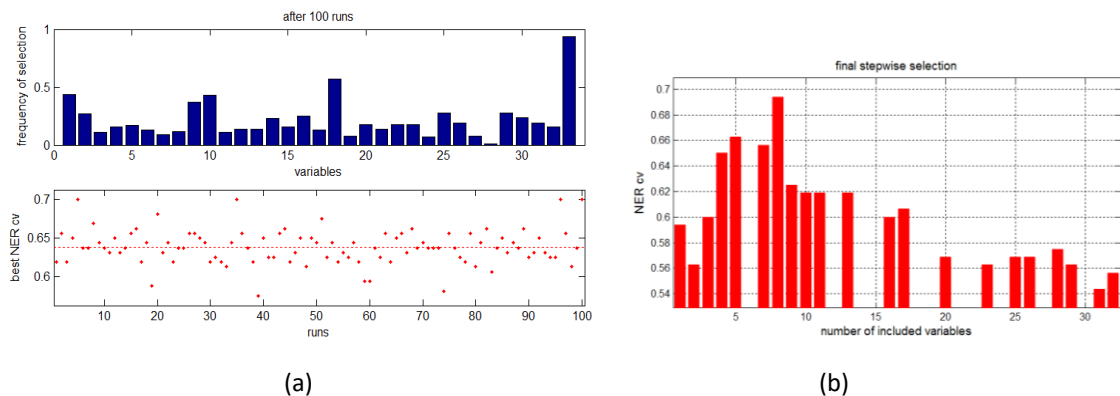 after 100 runs
frequency of selection
1
0.5
0
0 5 10 15 20 25 30
variables
best NER cv
0.7
0.65
0.6
10 20 30 40 50 60 70 80 90 100
runs
(a)
final stepwise selection
NER cv
0.7
0.68
0.66
0.64
0.62
0.6
0.58
0.56
0.54
5 10 15 20 25 30
number of included variables
(b)